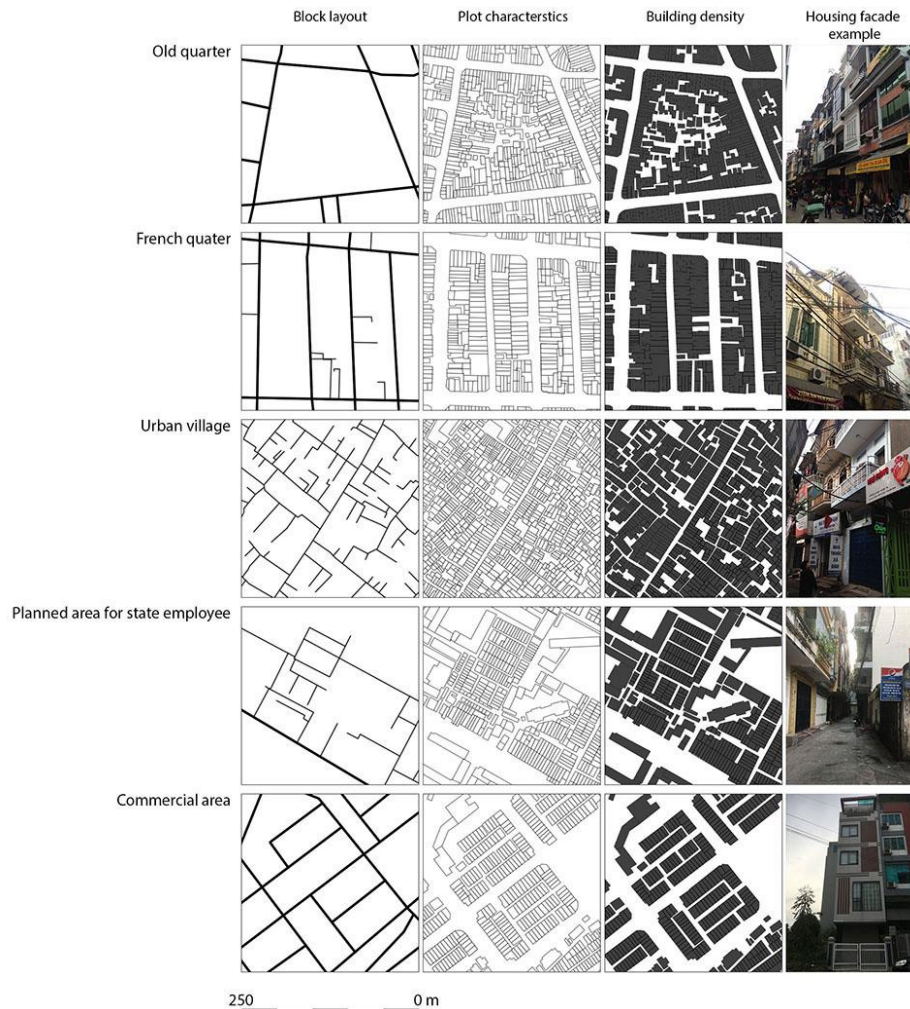 Block layout
Plot characterstics
Building density
Housing facade
example
Old quarter
French quater
Urban village
Planned area for state employee
Commercial area
250
0 m